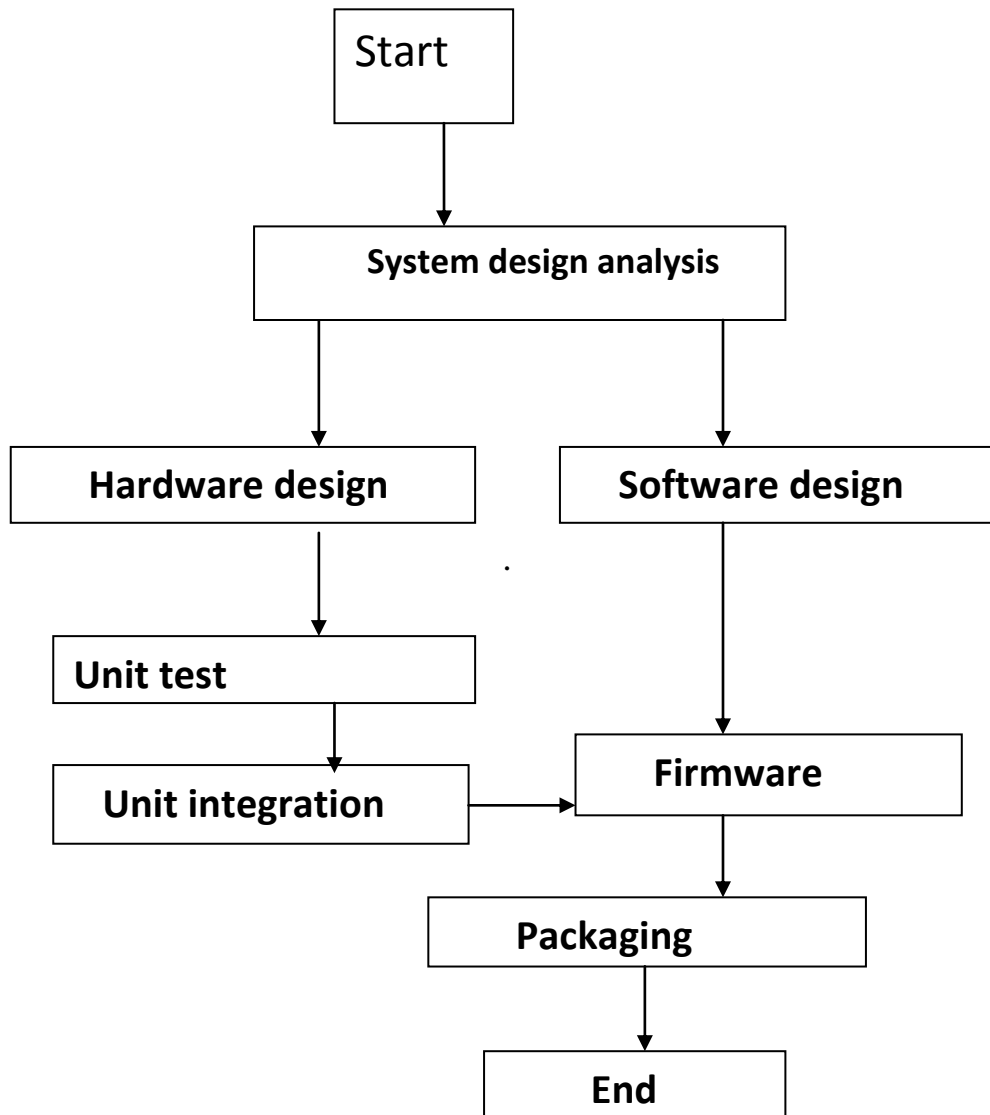 Start
System design analysis
Hardware design
Software design
.
Unit test
Firmware
Unit integration
Packaging
End